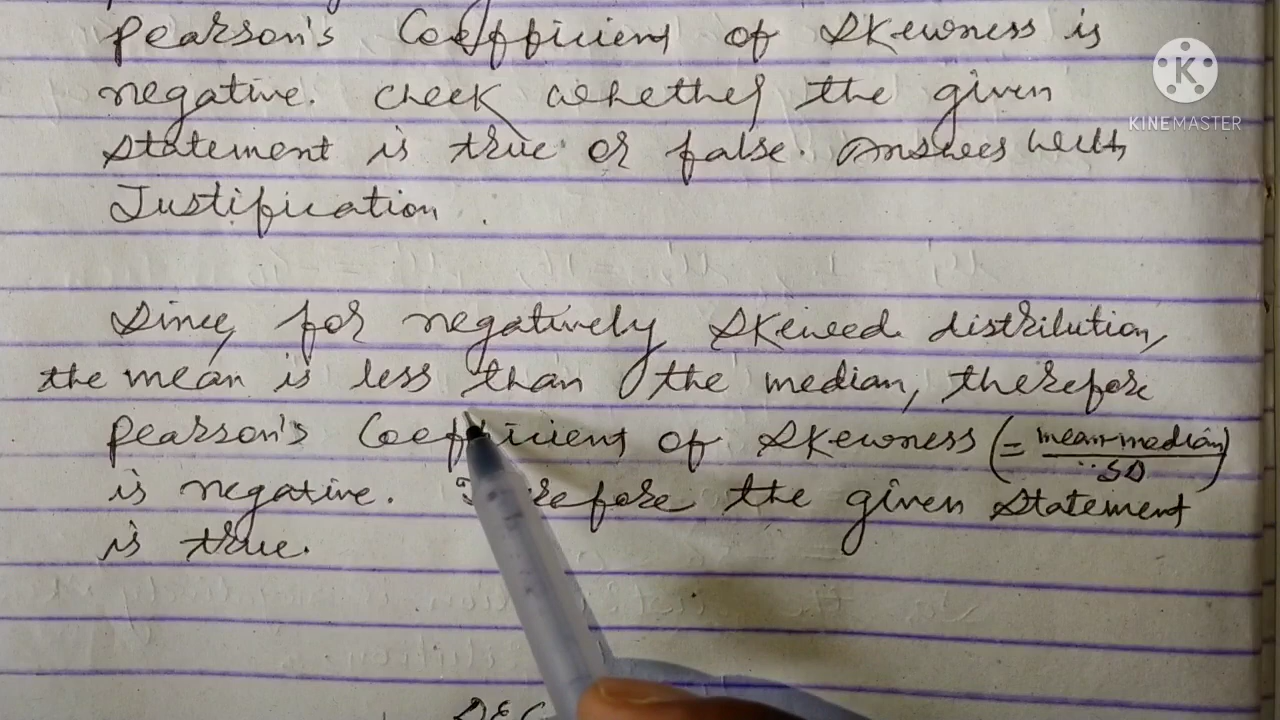 Pearson's Coefficient of Skewness is
negative. Check whether the given
statement is true or false. Answer with
Justification.
Since, for negatively Skewed distribution,
the mean is less than the median, therefore
Pearson's Coefficient of Skewness (= mean-median / SD)
is negative. Therefore the given statement
is true.
KINEMASTER